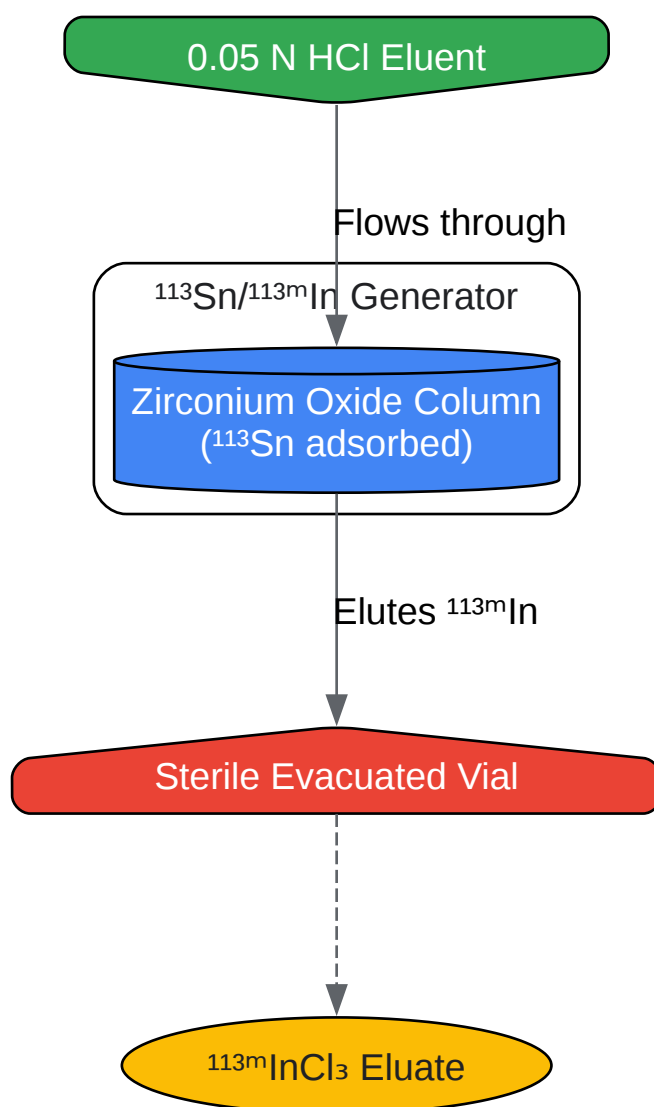 0.05 N HCl Eluent
Flows through
¹¹³Sn/¹¹³ᵐIn Generator
Zirconium Oxide Column
(¹¹³Sn adsorbed)
Elutes ¹¹³ᵐIn
Sterile Evacuated Vial
¹¹³ᵐInCl₃ Eluate